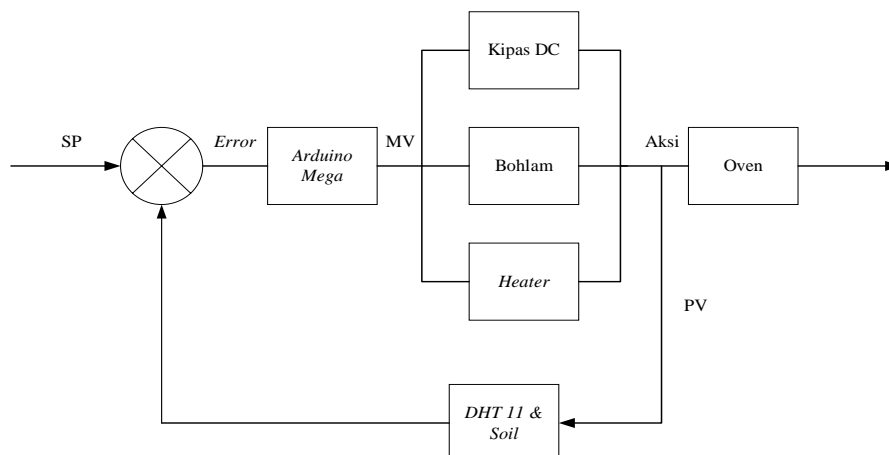 Kipas DC
SP
Error
Arduino
Mega
MV
Bohlam
Aksi
Oven
Heater
PV
DHT 11 &
Soil